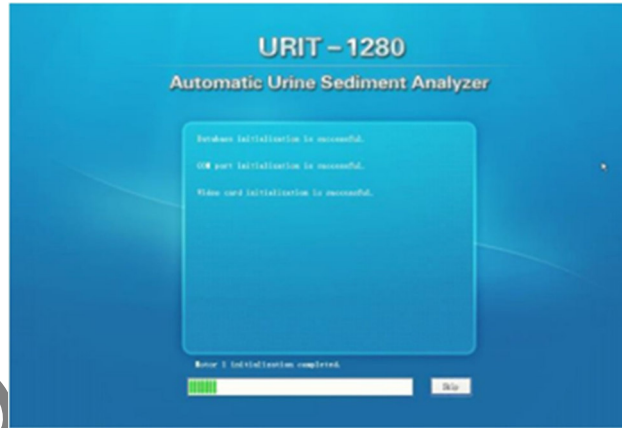 URIT – 1280
Automatic Urine Sediment Analyzer
Database initialization is successful.
COM port initialization is successful.
Video card initialization is successful.
Motor 1 initialization completed.
Skip